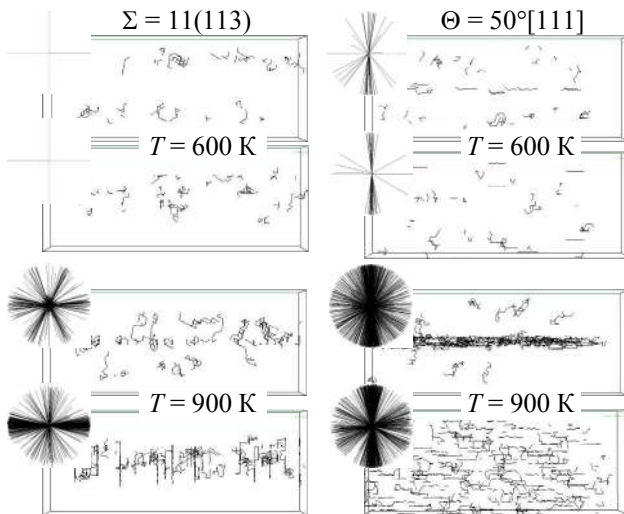 Σ = 11(113) Θ = 50°[111]
T = 600 К T = 600 К
T = 900 К T = 900 К